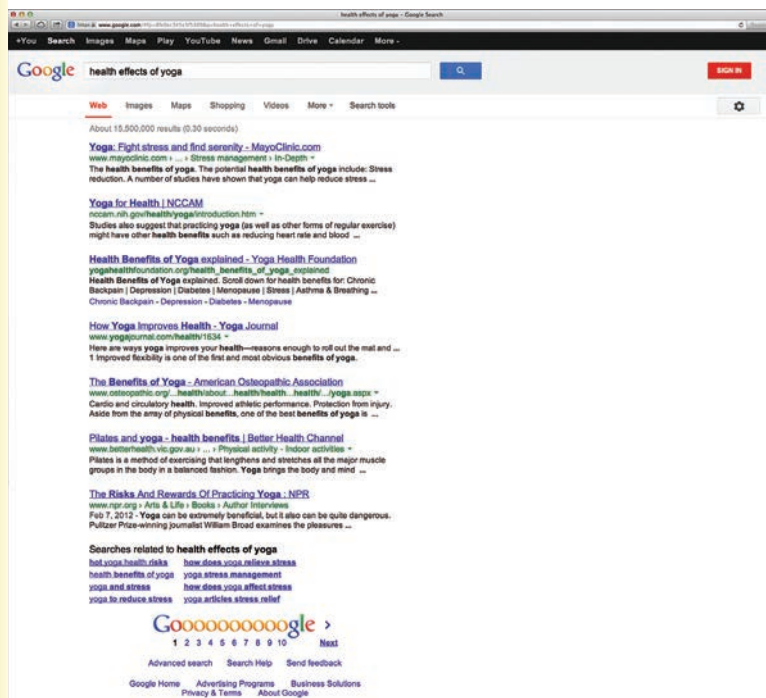 health effects of yoga - Google Search
+You Search Images Maps Play YouTube News Gmail Drive Calendar More -
Google health effects of yoga SIGN IN
Web Images Maps Shopping Videos More Search tools
About 15,500,000 results (0.30 seconds)
Yoga: Fight stress and find serenity - MayoClinic.com
www.mayoclinic.com › ... › Stress management › In-Depth
The health benefits of yoga. The potential health benefits of yoga include: Stress
reduction. A number of studies have shown that yoga can help reduce stress ...
Yoga for Health | NCCAM
nccam.nih.gov/health/yoga/introduction.htm
Studies also suggest that practicing yoga (as well as other forms of regular exercise)
might have other health benefits such as reducing heart rate and blood ...
Health Benefits of Yoga explained - Yoga Health Foundation
yogahealthfoundation.org/health_benefits_of_yoga_explained
Health Benefits of Yoga explained. Scroll down for health benefits for: Chronic
Backpain | Depression | Diabetes | Menopause | Stress | Asthma & Breathing ...
Chronic Backpain - Depression - Diabetes - Menopause
How Yoga Improves Health - Yoga Journal
www.yogajournal.com/health/1634
Here are ways yoga improves your health—reasons enough to roll out the mat and ...
1 Improved flexibility is one of the first and most obvious benefits of yoga.
The Benefits of Yoga - American Osteopathic Association
www.osteopathic.org/...health/about...health/health...health/.../yoga.aspx
Cardio and circulatory health. Improved athletic performance. Protection from injury.
Aside from the array of physical benefits, one of the best benefits of yoga is ...
Pilates and yoga - health benefits | Better Health Channel
www.betterhealth.vic.gov.au › ... › Physical activity - Indoor activities
Pilates is a method of exercising that lengthens and stretches all the major muscle
groups in the body in a balanced fashion. Yoga brings the body and mind ...
The Risks And Rewards Of Practicing Yoga : NPR
www.npr.org › Arts & Life › Books › Author Interviews
Feb 7, 2012 - Yoga can be extremely beneficial, but it also can be quite dangerous.
Pulitzer Prize-winning journalist William Broad examines the pleasures ...
Searches related to health effects of yoga
hot yoga health risks how does yoga relieve stress
health benefits of yoga yoga stress management
yoga and stress how does yoga affect stress
yoga to reduce stress yoga articles stress relief
Goooooooooogle >
1 2 3 4 5 6 7 8 9 10 Next
Advanced search Search Help Send feedback
Google Home Advertising Programs Business Solutions
Privacy & Terms About Google